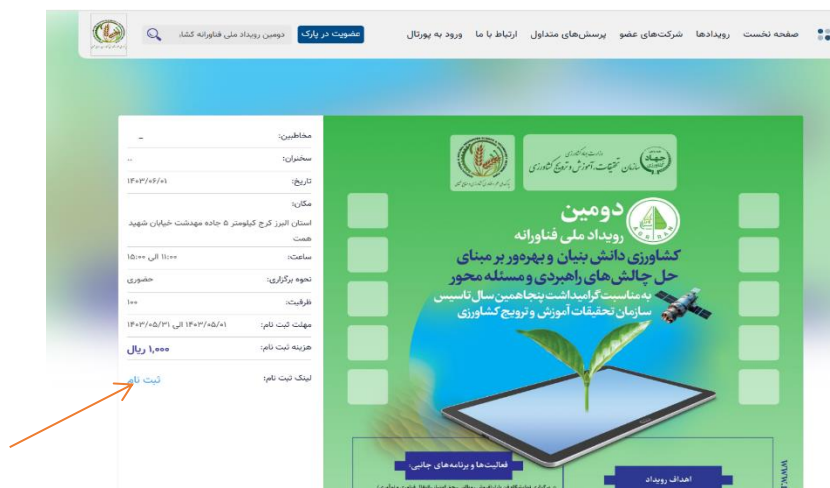 صفحه نخست رویدادها شرکت‌های عضو پرسش‌های متداول ارتباط با ما ورود به پورتال
عضویت در پارک
دومین رویداد ملی فناورانه کشا
جهاد کشاورزی
سازمان تحقیقات، آموزش و ترویج کشاورزی
AGRIDAN
دومین
رویداد ملی فناورانه
کشاورزی دانش بنیان و بهره‌ور بر مبنای
حل چالش‌های راهبردی و مسئله محور
به مناسبت گرامیداشت پنجاهمین سال تاسیس
سازمان تحقیقات آموزش و ترویج کشاورزی
اهداف رویداد
فعالیت‌ها و برنامه‌های جانبی:
مخاطبین: _
سخنران: ..
تاریخ: ۱۴۰۳/۰۶/۰۱
مکان:
استان البرز کرج کیلومتر ۵ جاده مهدشت خیابان شهید
همت
ساعت: ۱۱:۰۰ الی ۱۵:۰۰
نحوه برگزاری: حضوری
ظرفیت: ۱۰۰
مهلت ثبت نام: ۱۴۰۳/۰۵/۰۱ الی ۱۴۰۳/۰۵/۳۱
هزینه ثبت نام: ۱,۰۰۰ ریال
لینک ثبت نام: ثبت نام